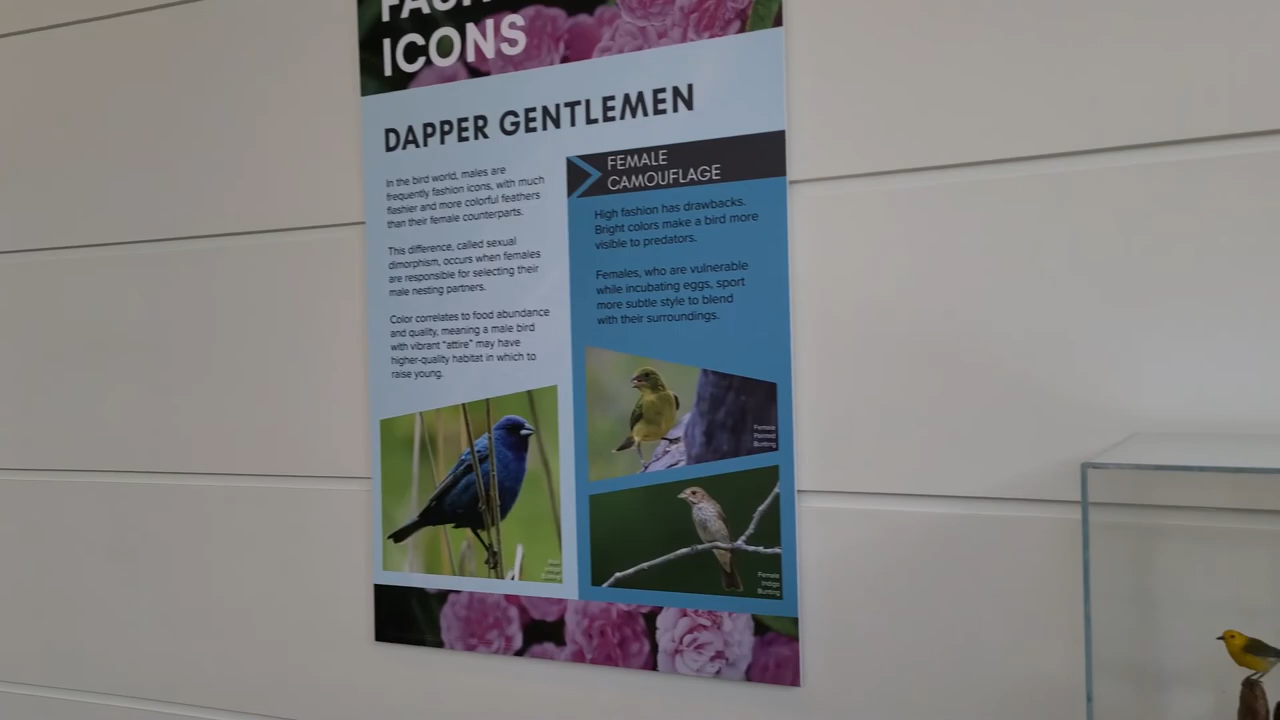 ICONS
DAPPER GENTLEMEN
In the bird world, males are
frequently fashion icons, with much
flashier and more colorful feathers
than their female counterparts.
This difference, called sexual
dimorphism, occurs when females
are responsible for selecting their
male nesting partners.
Color correlates to food abundance
and quality, meaning a male bird
with vibrant "attire" may have
higher-quality habitat in which to
raise young.
FEMALE
CAMOUFLAGE
High fashion has drawbacks.
Bright colors make a bird more
visible to predators.
Females, who are vulnerable
while incubating eggs, sport
more subtle style to blend
with their surroundings.
Female
Painted
Bunting
Female
Indigo
Bunting